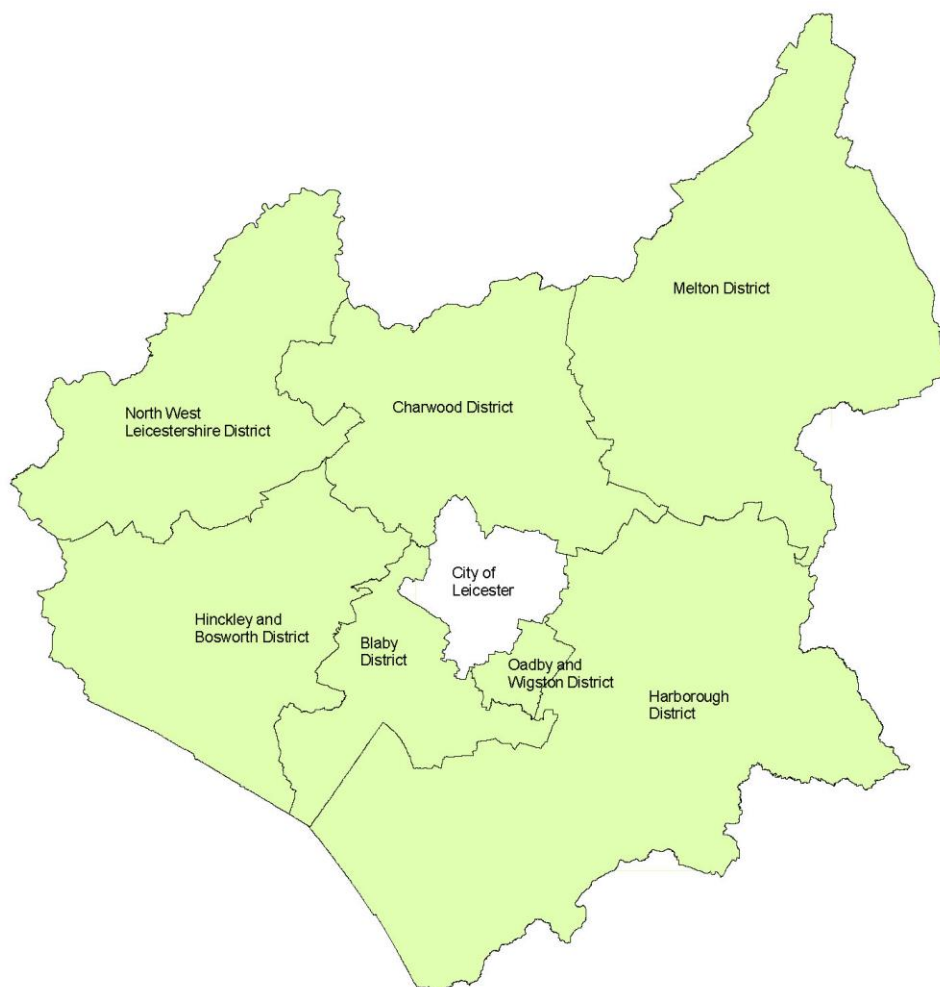 Melton District
North West
Leicestershire District
Charwood District
City of
Leicester
Hinckley and
Bosworth District
Blaby
District
Oadby and
Wigston District
Harborough
District